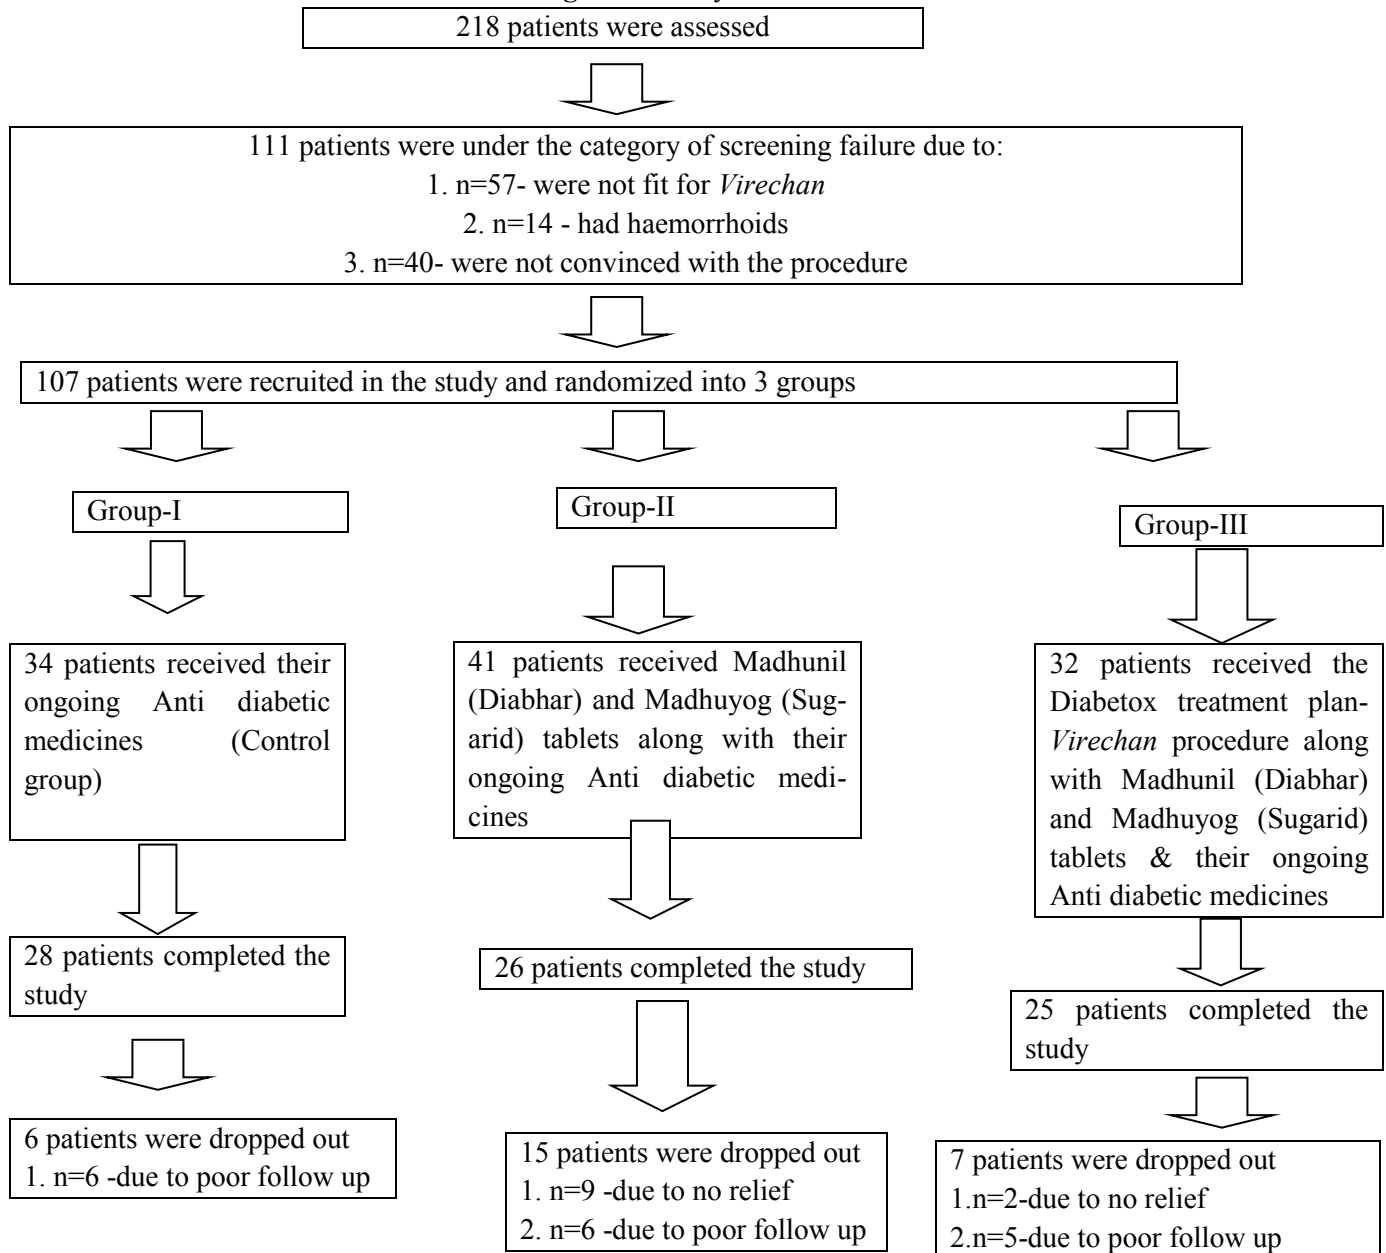 218 patients were assessed
111 patients were under the category of screening failure due to:
1. n=57- were not fit for Virechan
2. n=14 - had haemorrhoids
3. n=40- were not convinced with the procedure
107 patients were recruited in the study and randomized into 3 groups
Group-I
Group-II
Group-III
34 patients received their
ongoing Anti diabetic
medicines (Control
group)
41 patients received Madhunil
(Diabhar) and Madhuyog (Sug-
arid) tablets along with their
ongoing Anti diabetic medi-
cines
32 patients received the
Diabetox treatment plan-
Virechan procedure along
with Madhunil (Diabhar)
and Madhuyog (Sugarid)
tablets & their ongoing
Anti diabetic medicines
28 patients completed the
study
26 patients completed the study
25 patients completed the
study
6 patients were dropped out
1. n=6 -due to poor follow up
15 patients were dropped out
1. n=9 -due to no relief
2. n=6 -due to poor follow up
7 patients were dropped out
1.n=2-due to no relief
2.n=5-due to poor follow up